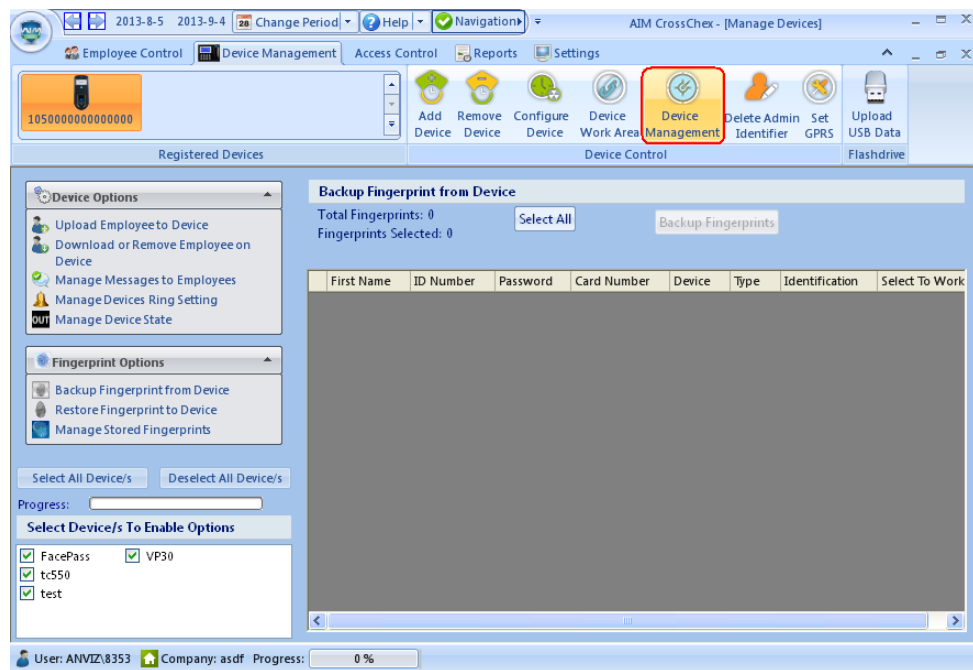 2013-8-5 2013-9-4 28 Change Period Help Navigation AIM CrossChex - [Manage Devices]
AIM
Employee Control Device Management Access Control Reports Settings
1050000000000000
Add Device
Remove Device
Configure Device
Device Work Area
Device Management
Delete Admin Identifier
Set GPRS
Upload USB Data
Registered Devices Device Control Flashdrive
Device Options
Upload Employee to Device
Download or Remove Employee on
Device
Manage Messages to Employees
Manage Devices Ring Setting
OUT Manage Device State
Fingerprint Options
Backup Fingerprint from Device
Restore Fingerprint to Device
Manage Stored Fingerprints
Select All Device/s Deselect All Device/s
Progress:
Select Device/s To Enable Options
FacePass VP30
tc550
test
Backup Fingerprint from Device
Total Fingerprints: 0
Fingerprints Selected: 0
Select All
Backup Fingerprints
First Name ID Number Password Card Number Device Type Identification Select To Work
User: ANVIZ\8353 Company: asdf Progress: 0 %